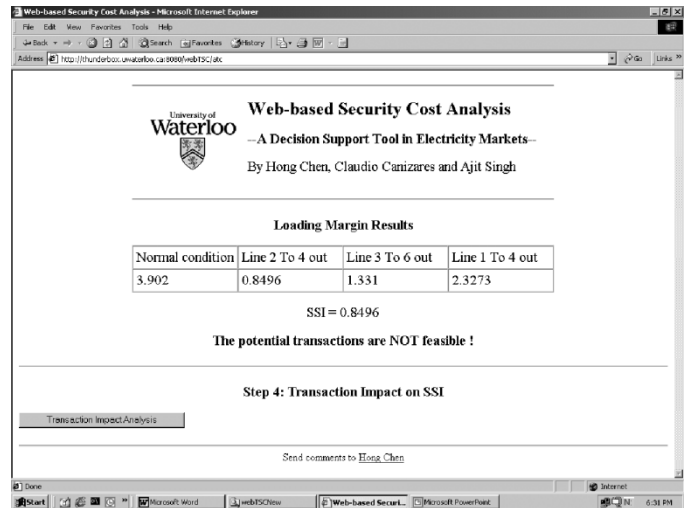 Web-based Security Cost Analysis - Microsoft Internet Explorer
File Edit View Favorites Tools Help
Back Search Favorites History
Address http://thunderbox.uwaterloo.ca:8080/webTSC/atc Go Links »
University of
Waterloo
Web-based Security Cost Analysis
--A Decision Support Tool in Electricity Markets--
By Hong Chen, Claudio Canizares and Ajit Singh
Loading Margin Results
Normal condition Line 2 To 4 out Line 3 To 6 out Line 1 To 4 out
3.902 0.8496 1.331 2.3273
SSI = 0.8496
The potential transactions are NOT feasible !
Step 4: Transaction Impact on SSI
Transaction Impact Analysis
Send comments to Hong Chen
Done Internet
Start » Microsoft Word webTSCNew Web-based Securi... Microsoft PowerPoint 6:31 PM